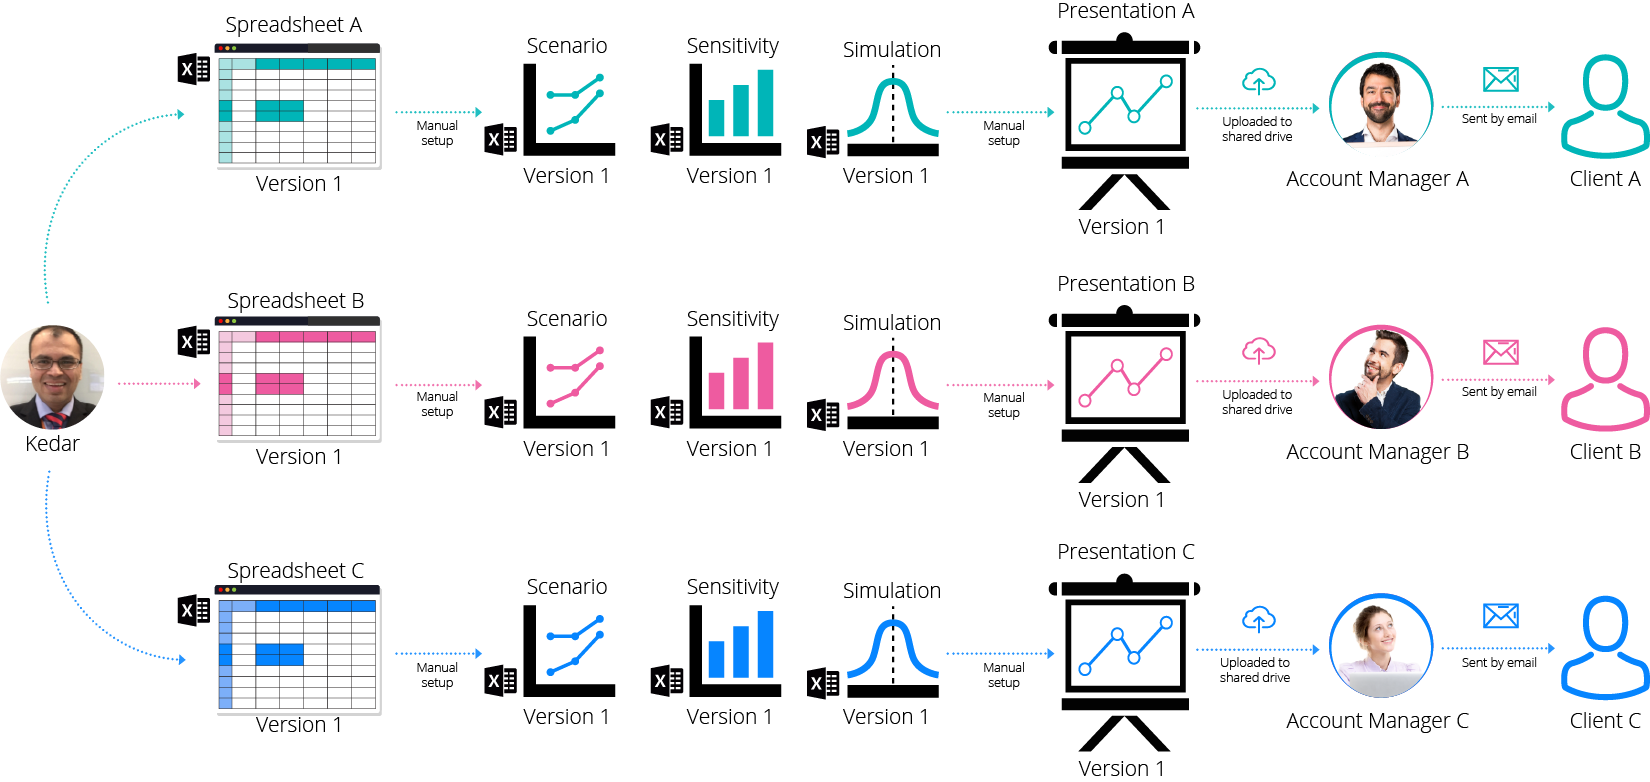 Spreadsheet A
X
Version 1
Manual
setup
Scenario
X
Version 1
Sensitivity
X
Version 1
Simulation
X
Version 1
Manual
setup
Presentation A
Version 1
Uploaded to
shared drive
Account Manager A
Sent by email
Client A
Kedar
Spreadsheet B
X
Version 1
Manual
setup
Scenario
X
Version 1
Sensitivity
X
Version 1
Simulation
X
Version 1
Manual
setup
Presentation B
Version 1
Uploaded to
shared drive
Account Manager B
Sent by email
Client B
Spreadsheet C
X
Version 1
Manual
setup
Scenario
X
Version 1
Sensitivity
X
Version 1
Simulation
X
Version 1
Manual
setup
Presentation C
Version 1
Uploaded to
shared drive
Account Manager C
Sent by email
Client C